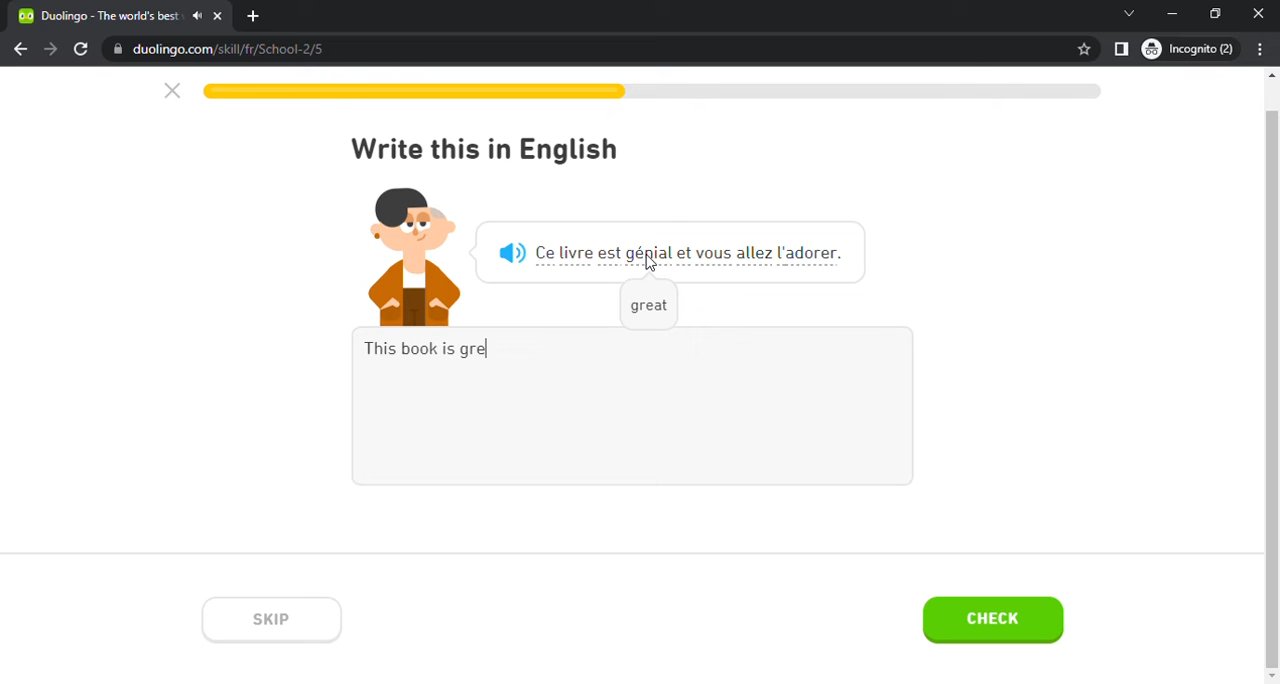 Duolingo - The world's best
duolingo.com/skill/fr/School-2/5
Incognito (2)
Write this in English
Ce livre est génial et vous allez l'adorer.
great
This book is gre
SKIP
CHECK